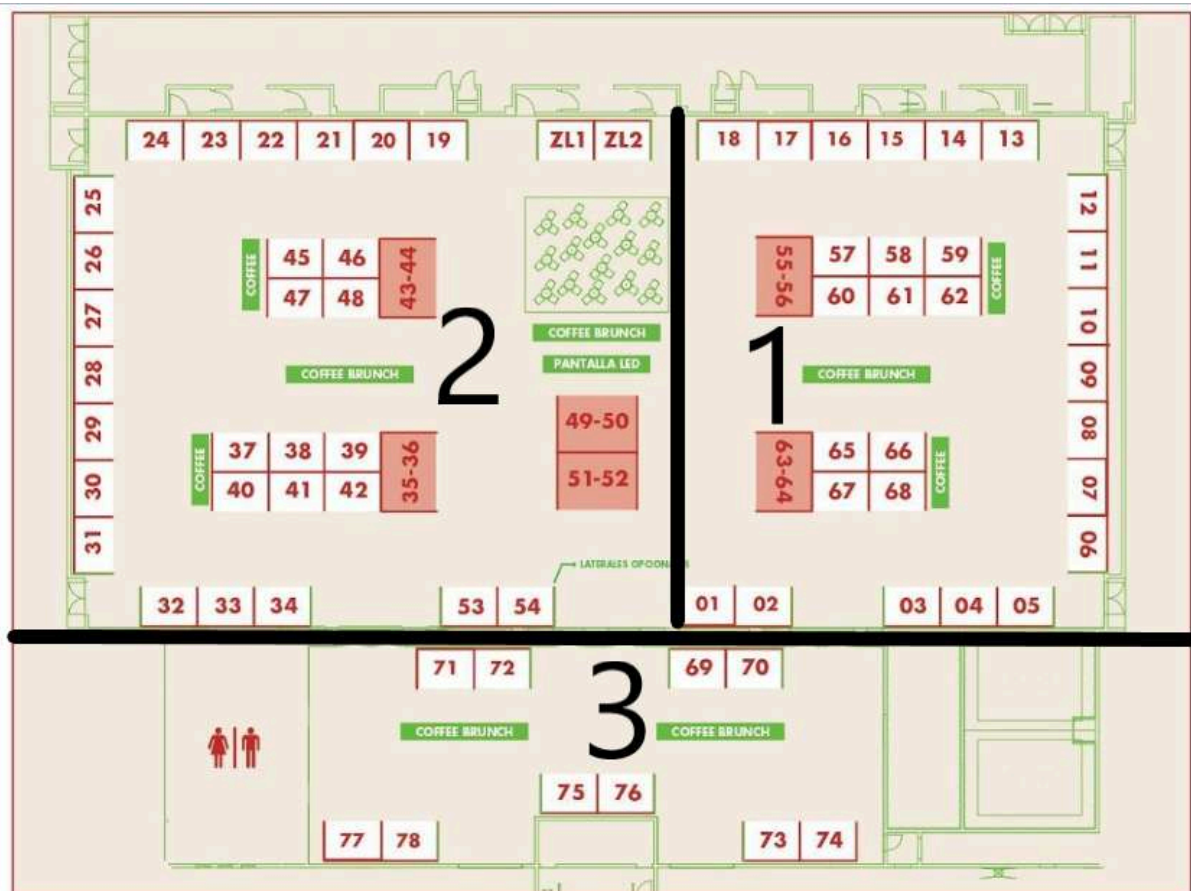 24 23 22 21 20 19 ZL1 ZL2 18 17 16 15 14 13
25
26
27
28
29
30
31
COFFEE
45 46 43-44
47 48
COFFEE BRUNCH
PANTALLA LED
COFFEE BRUNCH
2
49-50
51-52
COFFEE
37 38 39 35-36
40 41 42
LATERALES OPCIONALES
32 33 34 53 54
55-56 57 58 59
60 61 62
COFFEE
1
COFFEE BRUNCH
63-64 65 66
67 68
COFFEE
12
11
10
09
08
07
06
01 02 03 04 05
71 72 69 70
3
COFFEE BRUNCH COFFEE BRUNCH
75 76
77 78 73 74